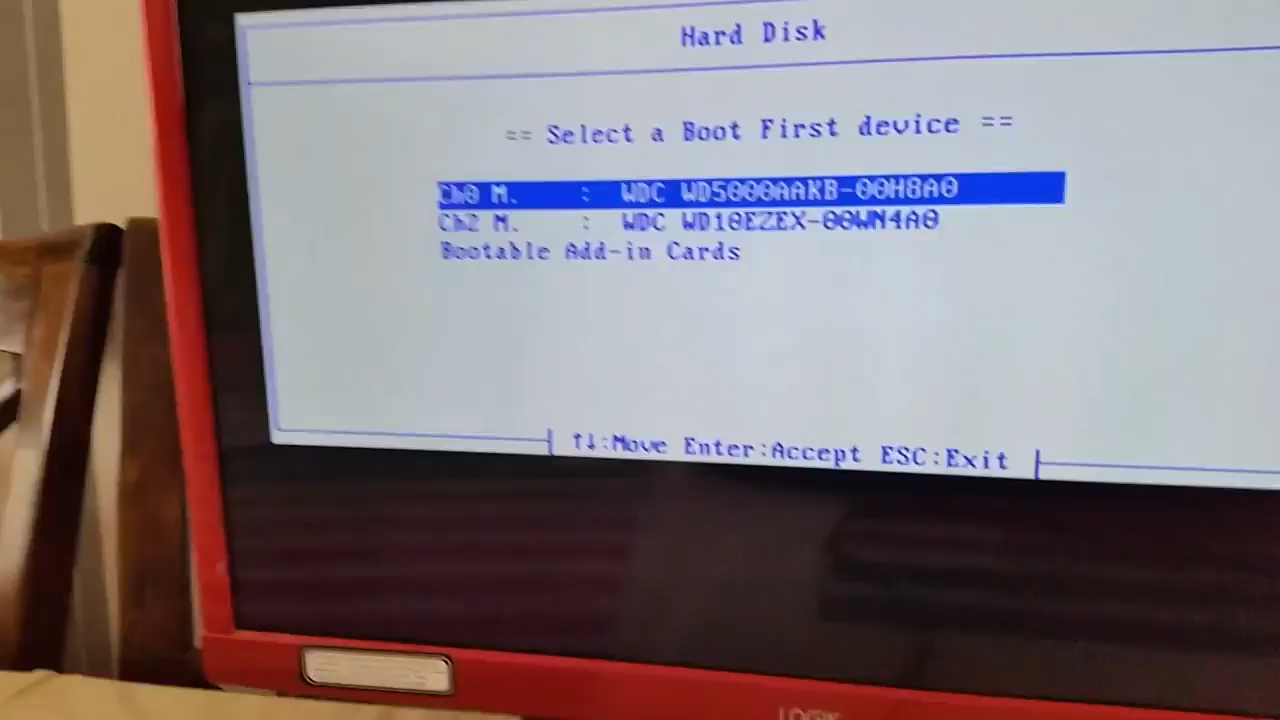 Hard Disk
== Select a Boot First device ==
Ch0 M. : WDC WD5000AAKB-00H8A0
Ch2 M. : WDC WD10EZEX-00WN4A0
Bootable Add-in Cards
↑↓:Move Enter:Accept ESC:Exit
LOGIK